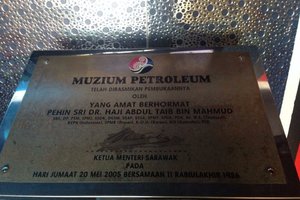 MUZIUM PETROLEUM
TELAH DIRASMIKAN PEMBUKAANNYA
OLEH
YANG AMAT BERHORMAT
PEHIN SRI DR. HAJI ABDUL TAIB BIN MAHMUD
KETUA MENTERI SARAWAK
PADA
HARI JUMAAT 20 MEI 2005 BERSAMAAN 11 RABIULAKHIR 1426